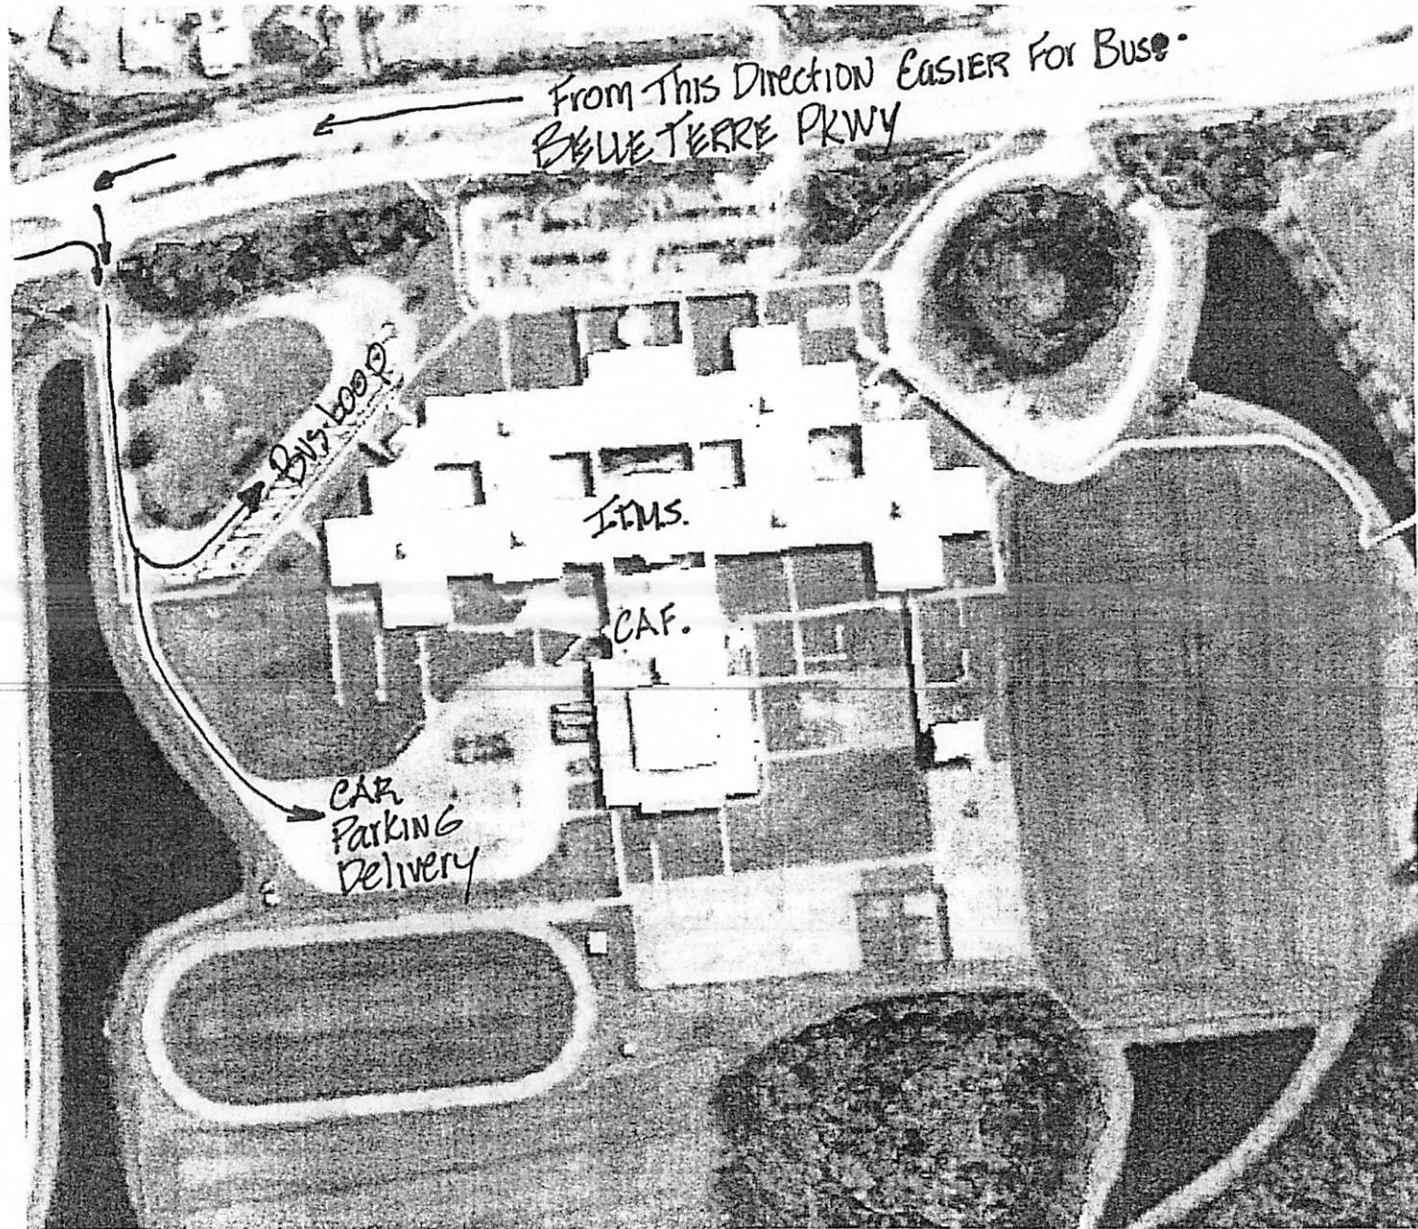 From This Direction Easier For Bus.
BELLE TERRE PKWY
Bus. Loop
I.T.M.S.
CAF.
CAR
Parking
Delivery